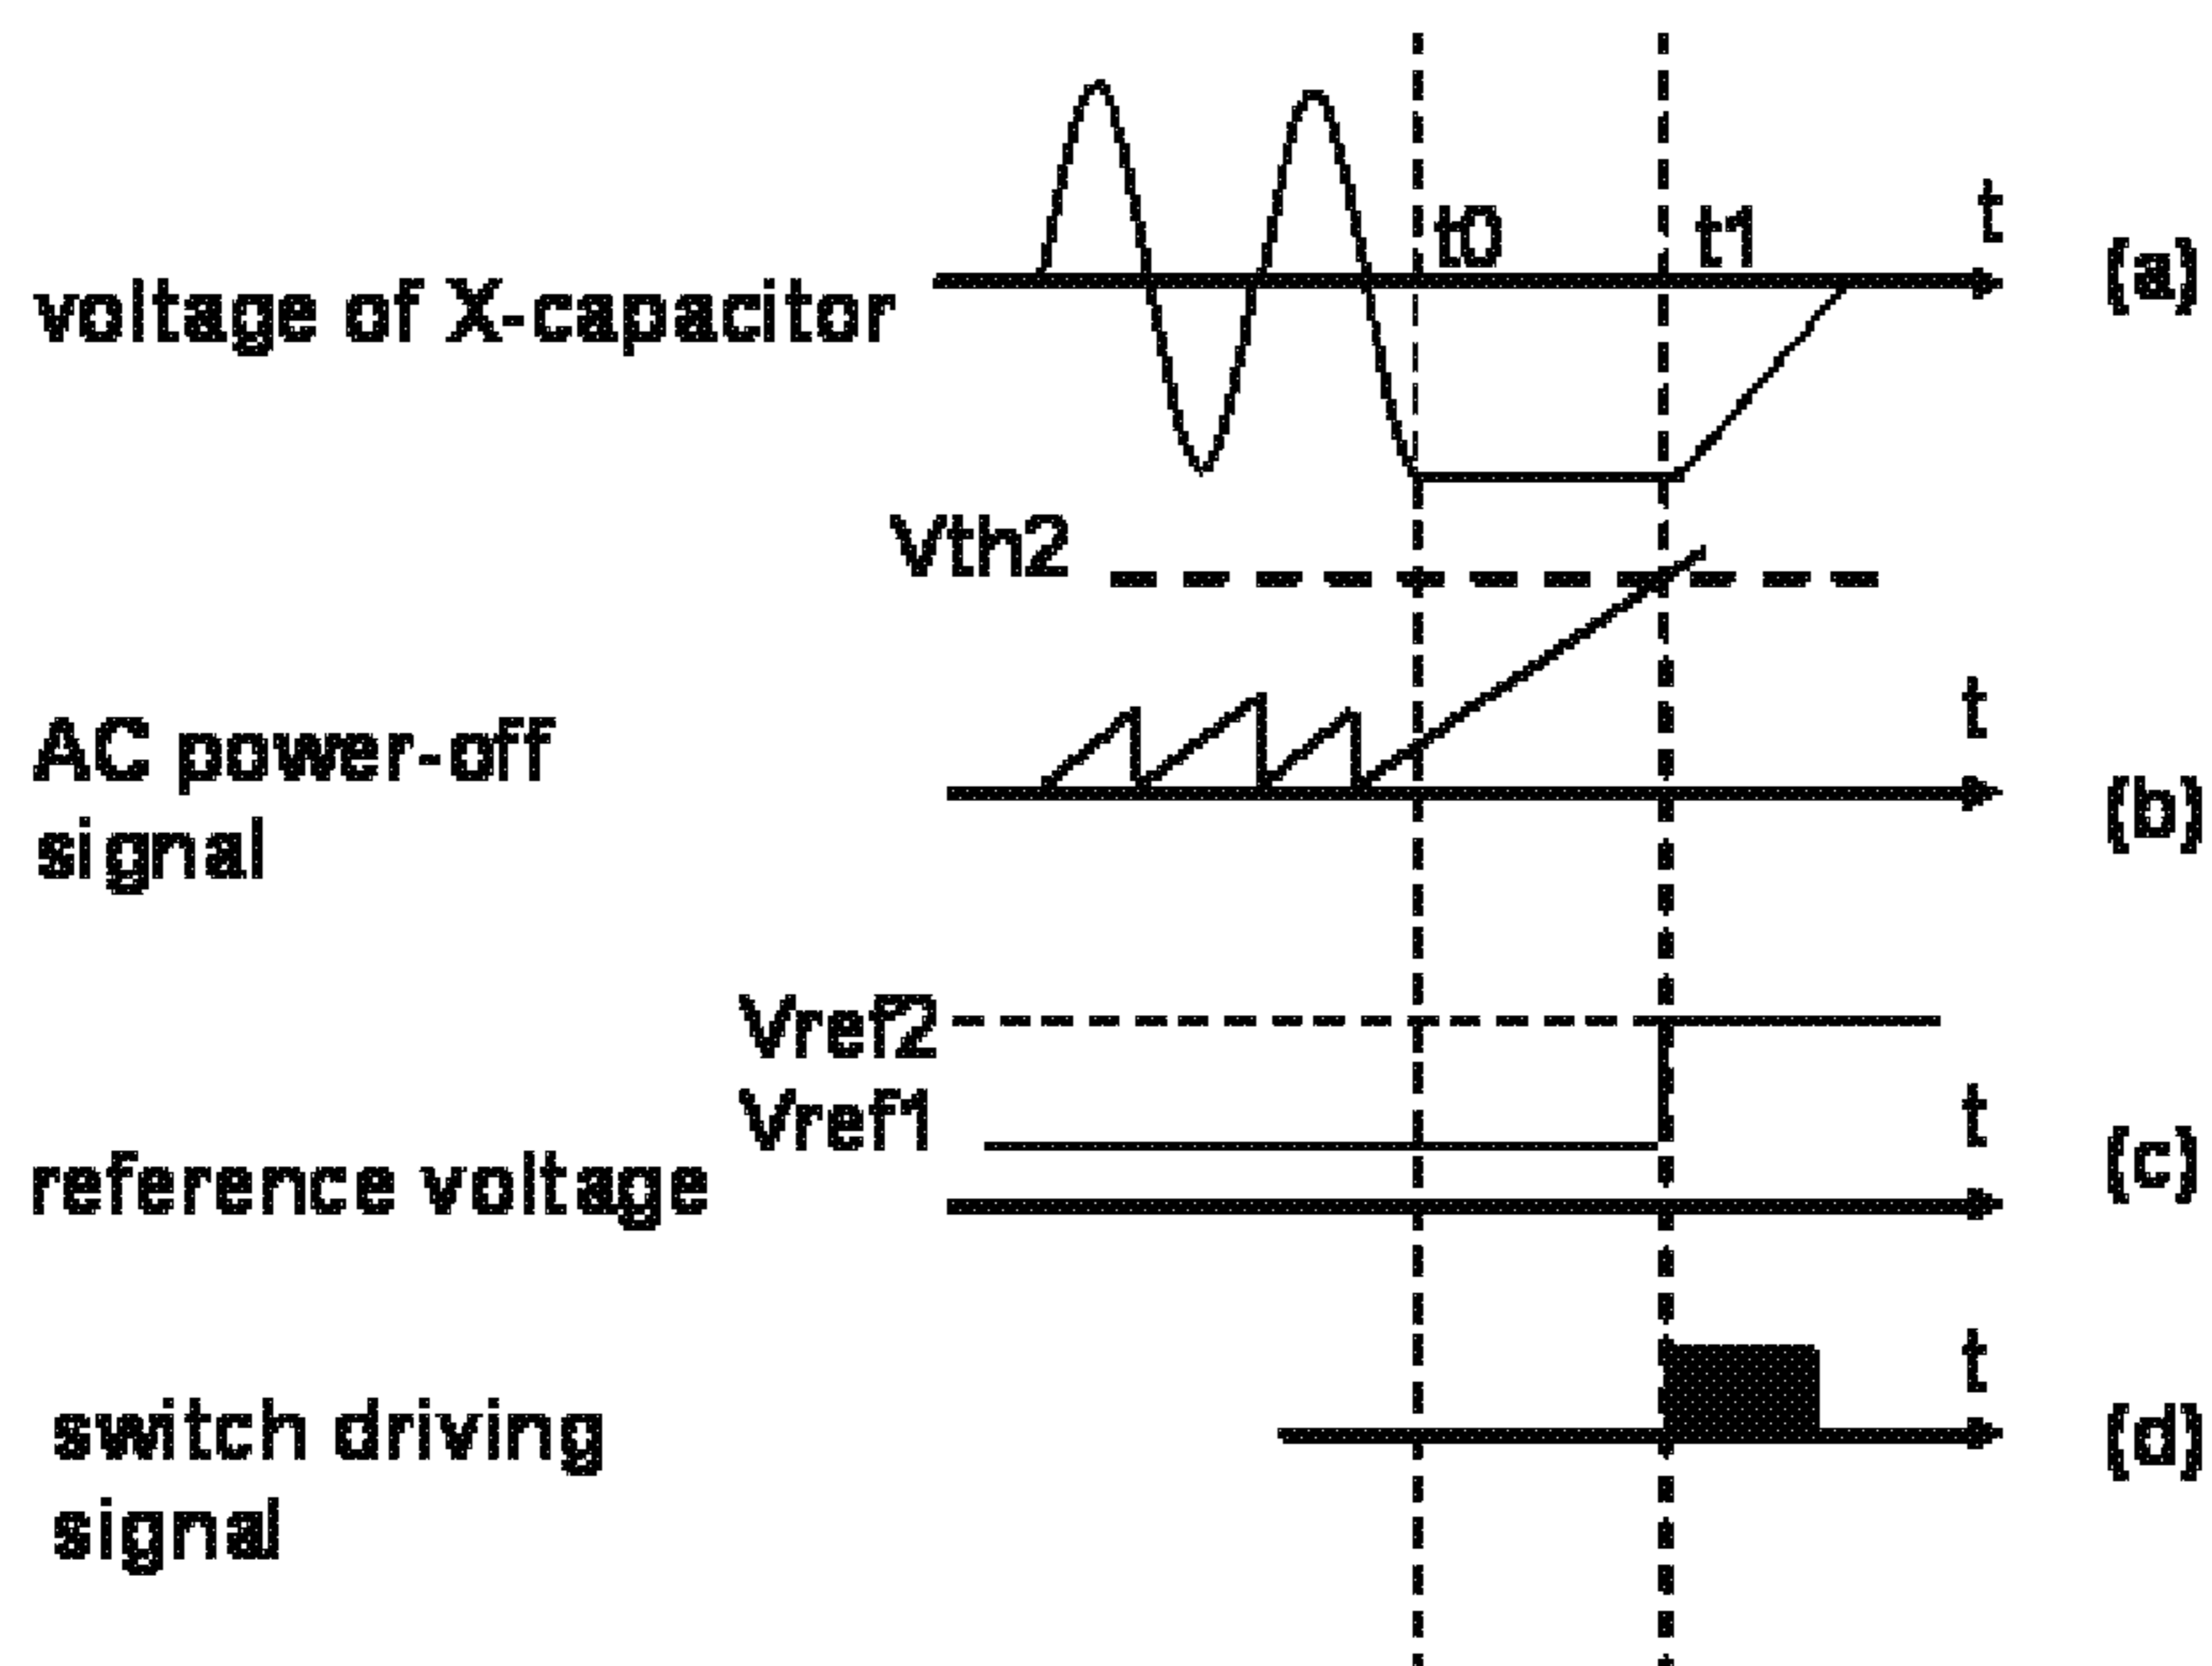 t0
t1
t
(a)
voltage of X-capacitor
Vth2
t
AC power-off
signal
(b)
Vref2
Vref1
t
reference voltage
(c)
t
switch driving
signal
(d)